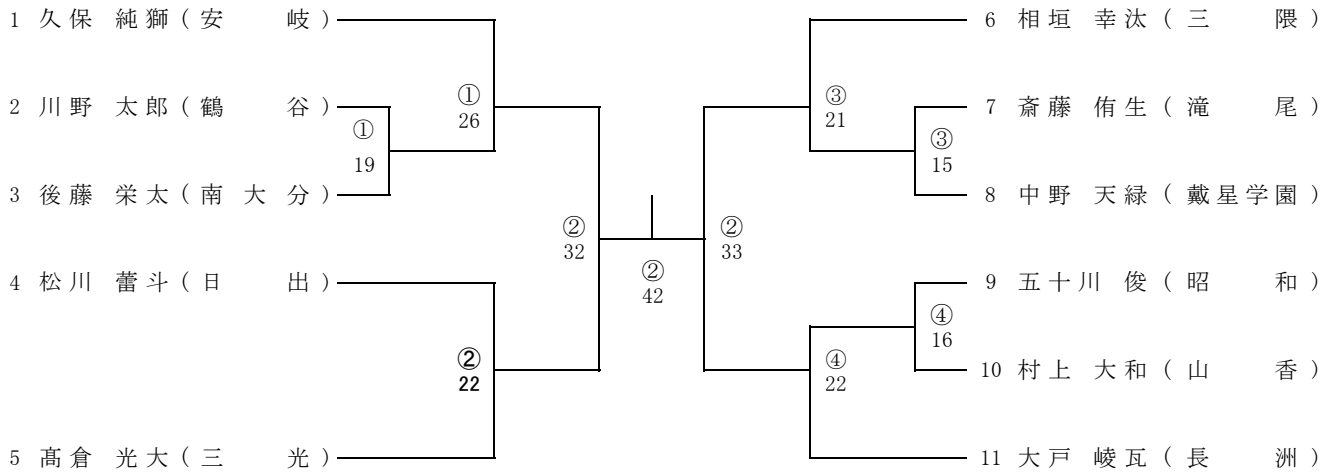 1 久保 純獅(安 岐)
2 川野 太郎(鶴 谷)
3 後藤 栄太(南大分)
4 松川 蕾斗(日 出)
5 髙倉 光大(三 光)
①
19
①
26
②
22
②
32
②
42
②
33
③
21
③
15
④
16
④
22
6 相垣 幸汰(三 隈)
7 斎藤 侑生(滝 尾)
8 中野 天緑(戴星学園)
9 五十川 俊(昭 和)
10 村上 大和(山 香)
11 大戸 崚瓦(長 洲)